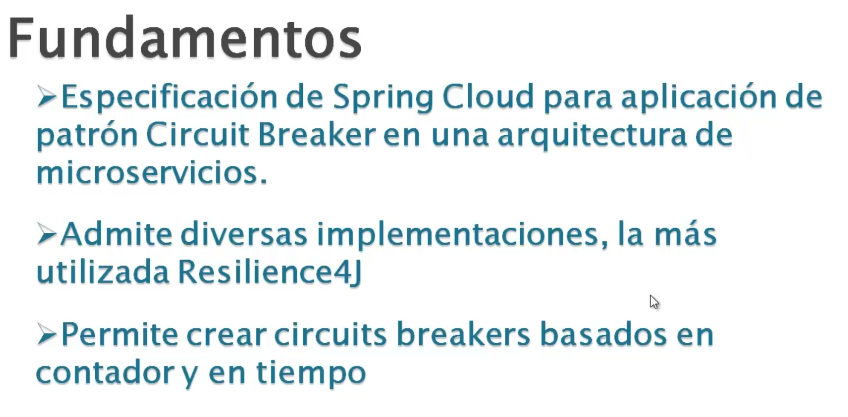 Fundamentos
➢Especificación de Spring Cloud para aplicación de
patrón Circuit Breaker en una arquitectura de
microservicios.
➢Admite diversas implementaciones, la más
utilizada Resilience4J
➢Permite crear circuits breakers basados en
contador y en tiempo